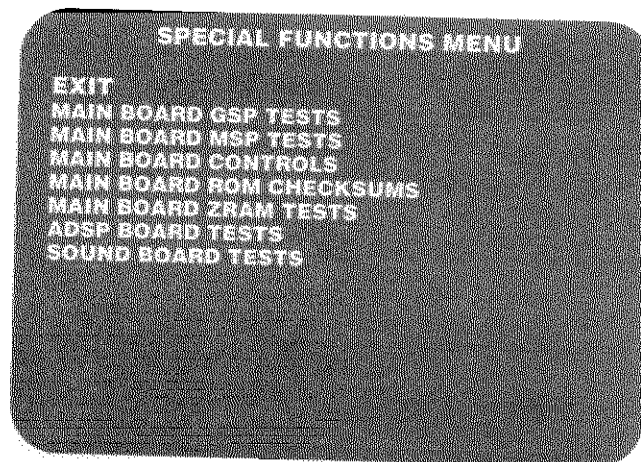 SPECIAL FUNCTIONS MENU
EXIT
MAIN BOARD GSP TESTS
MAIN BOARD MSP TESTS
MAIN BOARD CONTROLS
MAIN BOARD ROM CHECKSUMS
MAIN BOARD ZRAM TESTS
ADSP BOARD TESTS
SOUND BOARD TESTS